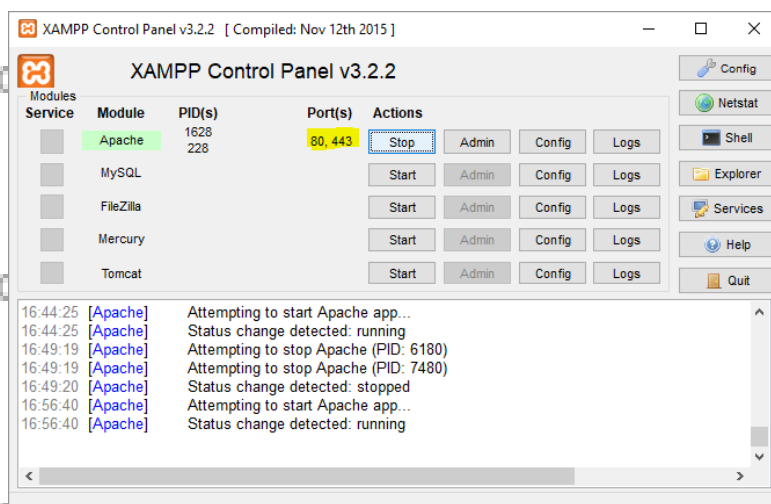 XAMPP Control Panel v3.2.2 [ Compiled: Nov 12th 2015 ]
XAMPP Control Panel v3.2.2
Config
Modules
Service Module PID(s) Port(s) Actions
Netstat
Apache 1628 228 80, 443 Stop Admin Config Logs
Shell
MySQL Start Admin Config Logs
Explorer
FileZilla Start Admin Config Logs
Services
Mercury Start Admin Config Logs
Help
Tomcat Start Admin Config Logs
Quit
16:44:25 [Apache] Attempting to start Apache app...
16:44:25 [Apache] Status change detected: running
16:49:19 [Apache] Attempting to stop Apache (PID: 6180)
16:49:19 [Apache] Attempting to stop Apache (PID: 7480)
16:49:20 [Apache] Status change detected: stopped
16:56:40 [Apache] Attempting to start Apache app...
16:56:40 [Apache] Status change detected: running